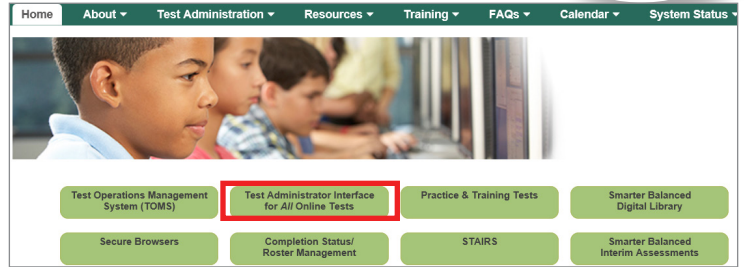 Home About Test Administration Resources Training FAQs Calendar System Status
Test Operations Management
System (TOMS)
Test Administrator Interface
for All Online Tests
Practice & Training Tests
Smarter Balanced
Digital Library
Secure Browsers
Completion Status/
Roster Management
STAIRS
Smarter Balanced
Interim Assessments